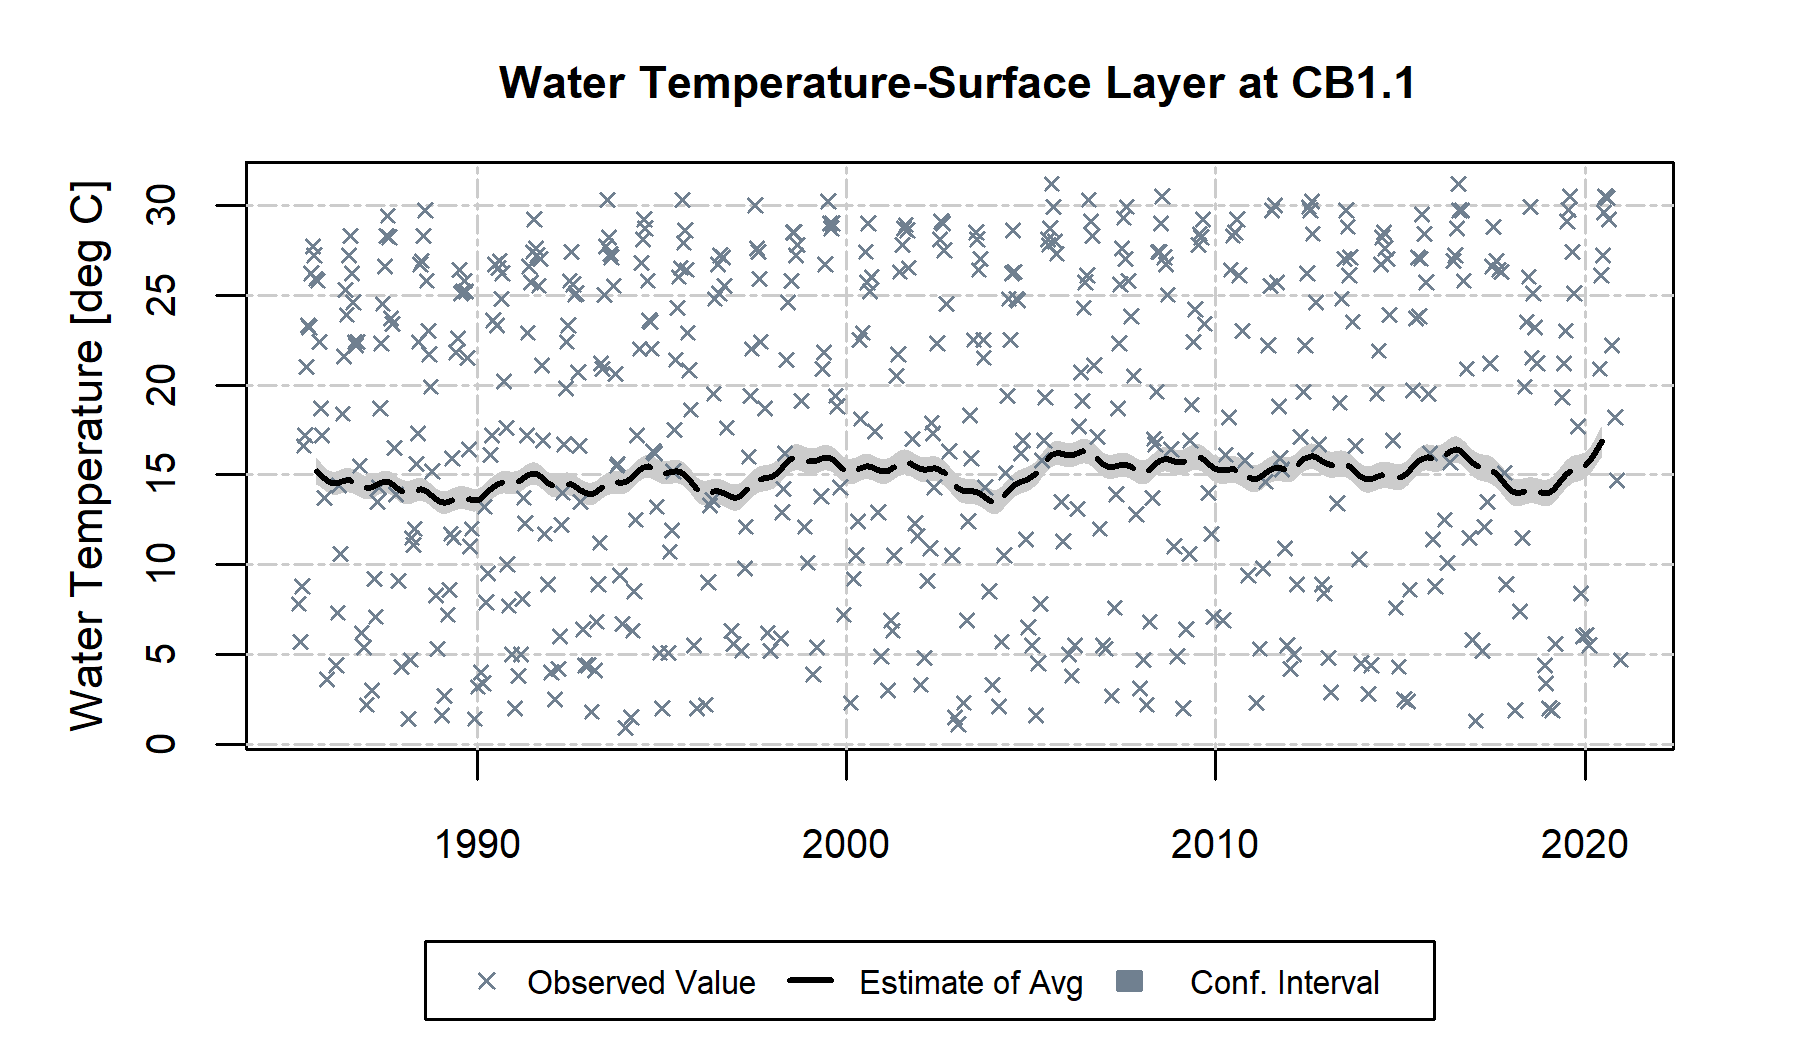 Water Temperature-Surface Layer at CB1.1
Water Temperature [deg C]
30
25
20
15
10
5
0
1990 2000 2010 2020
Observed Value Estimate of Avg Conf. Interval